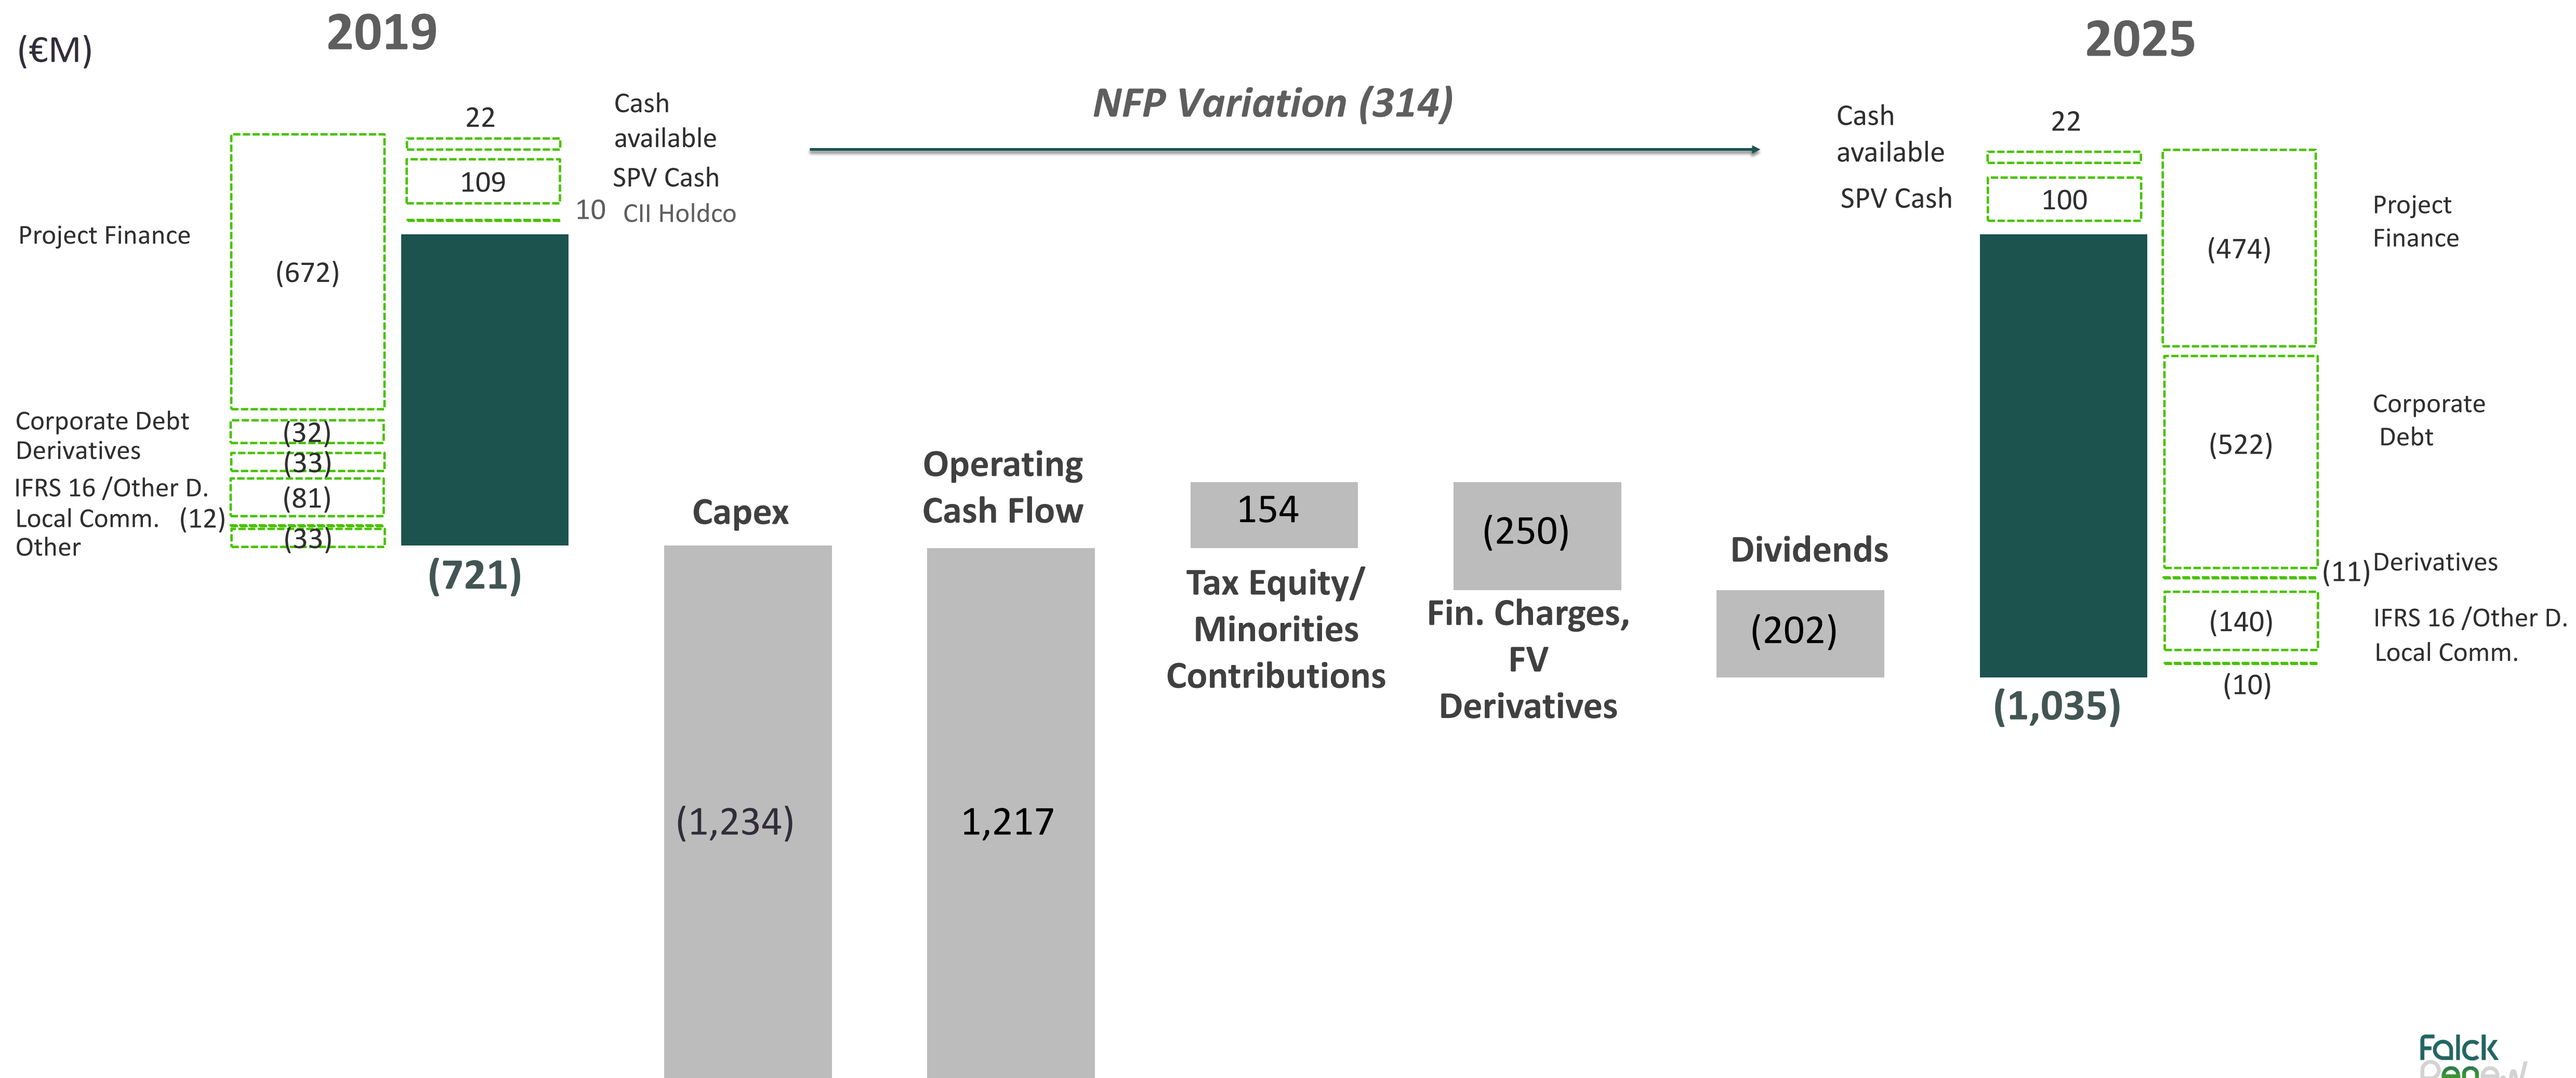 (€M)
2019
2025
NFP Variation (314)
22
Cash
available
109
SPV Cash
10 CII Holdco
Project Finance
(672)
Corporate Debt
(32)
Derivatives
(33)
IFRS 16 /Other D.
(81)
Local Comm. (12)
Other
(33)
(721)
Capex
(1,234)
Operating
Cash Flow
1,217
154
Tax Equity/
Minorities
Contributions
(250)
Fin. Charges,
FV
Derivatives
Dividends
(202)
Cash
available
22
SPV Cash
100
(1,035)
(474)
Project
Finance
(522)
Corporate
Debt
(11) Derivatives
(140)
IFRS 16 /Other D.
Local Comm.
(10)
Falck
Renew